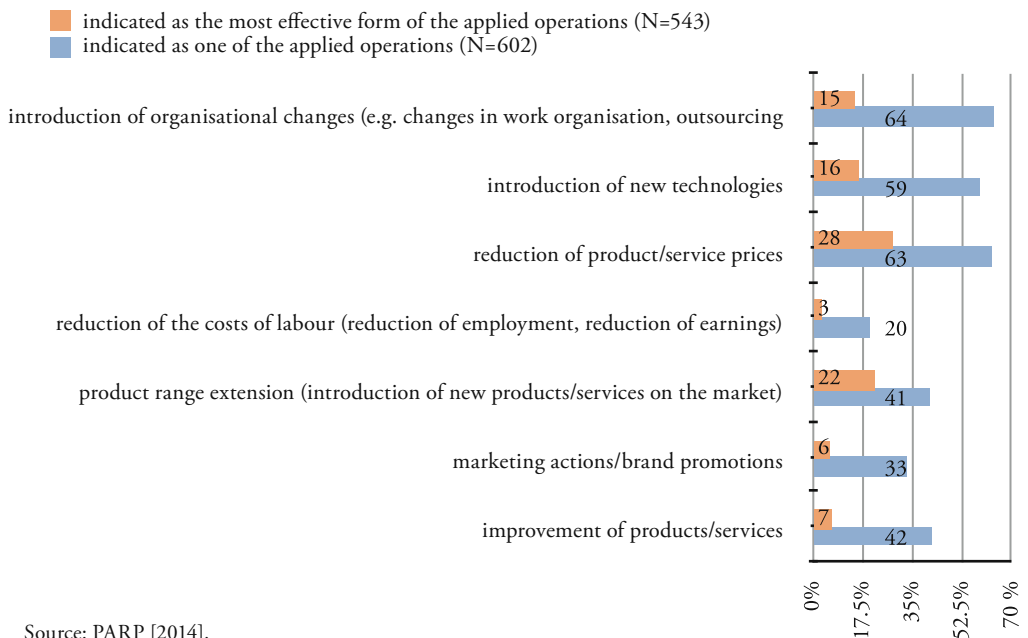 indicated as the most effective form of the applied operations (N=543)
indicated as one of the applied operations (N=602)
introduction of organisational changes (e.g. changes in work organisation, outsourcing
15
64
introduction of new technologies
16
59
reduction of product/service prices
28
63
reduction of the costs of labour (reduction of employment, reduction of earnings)
3
20
product range extension (introduction of new products/services on the market)
22
41
marketing actions/brand promotions
6
33
improvement of products/services
7
42
0%
17.5%
35%
52.5%
70 %
Source: PARP [2014].